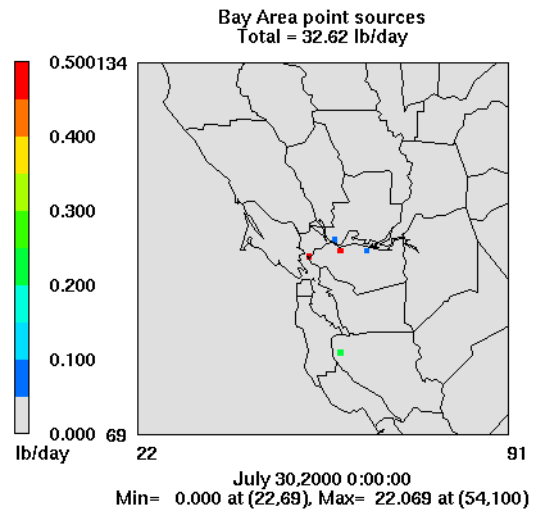 Bay Area point sources
Total = 32.62 lb/day
0.500
134
0.400
0.300
0.200
0.100
0.000
69
lb/day
22
91
July 30,2000 0:00:00
Min= 0.000 at (22,69), Max= 22.069 at (54,100)